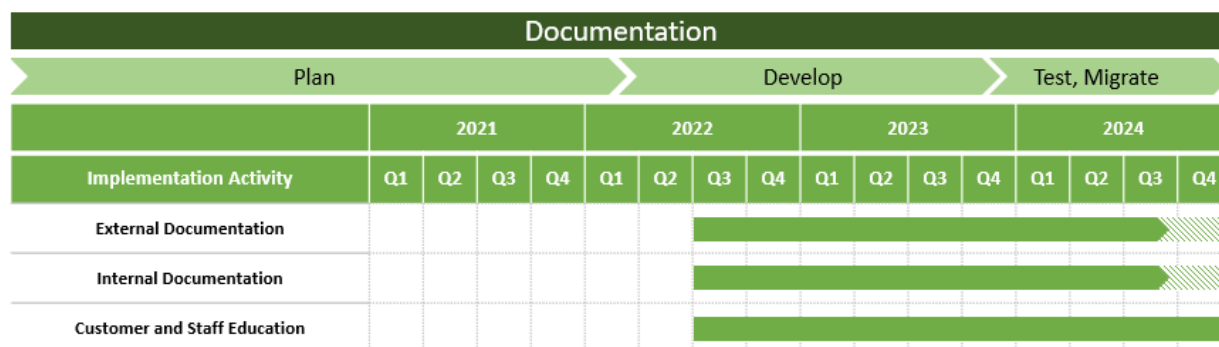 Documentation
Plan Develop Test, Migrate
2021 2022 2023 2024
Implementation Activity Q1 Q2 Q3 Q4 Q1 Q2 Q3 Q4 Q1 Q2 Q3 Q4 Q1 Q2 Q3 Q4
External Documentation
Internal Documentation
Customer and Staff Education